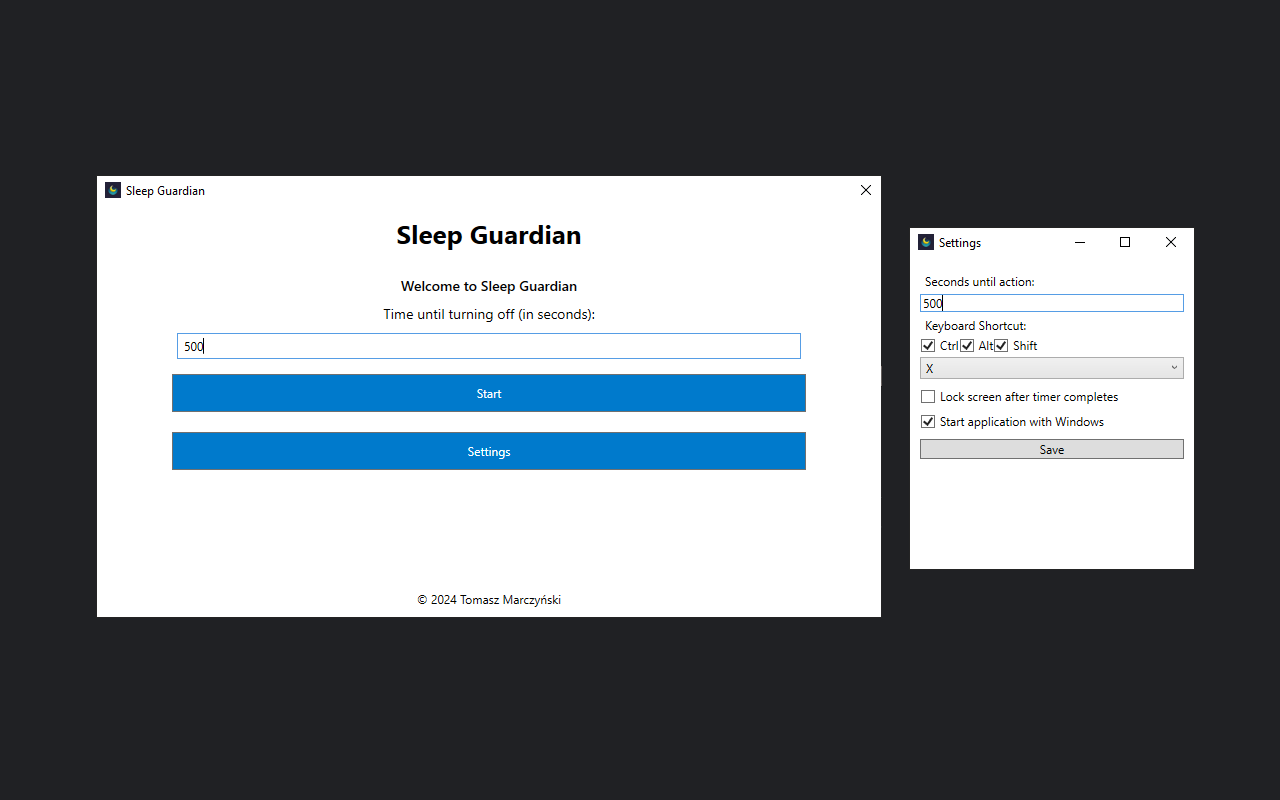 Sleep Guardian
Sleep Guardian
Welcome to Sleep Guardian
Time until turning off (in seconds):
500
Start
Settings
© 2024 Tomasz Marczyński
Settings
Seconds until action:
500
Keyboard Shortcut:
Ctrl Alt Shift
X
Lock screen after timer completes
Start application with Windows
Save